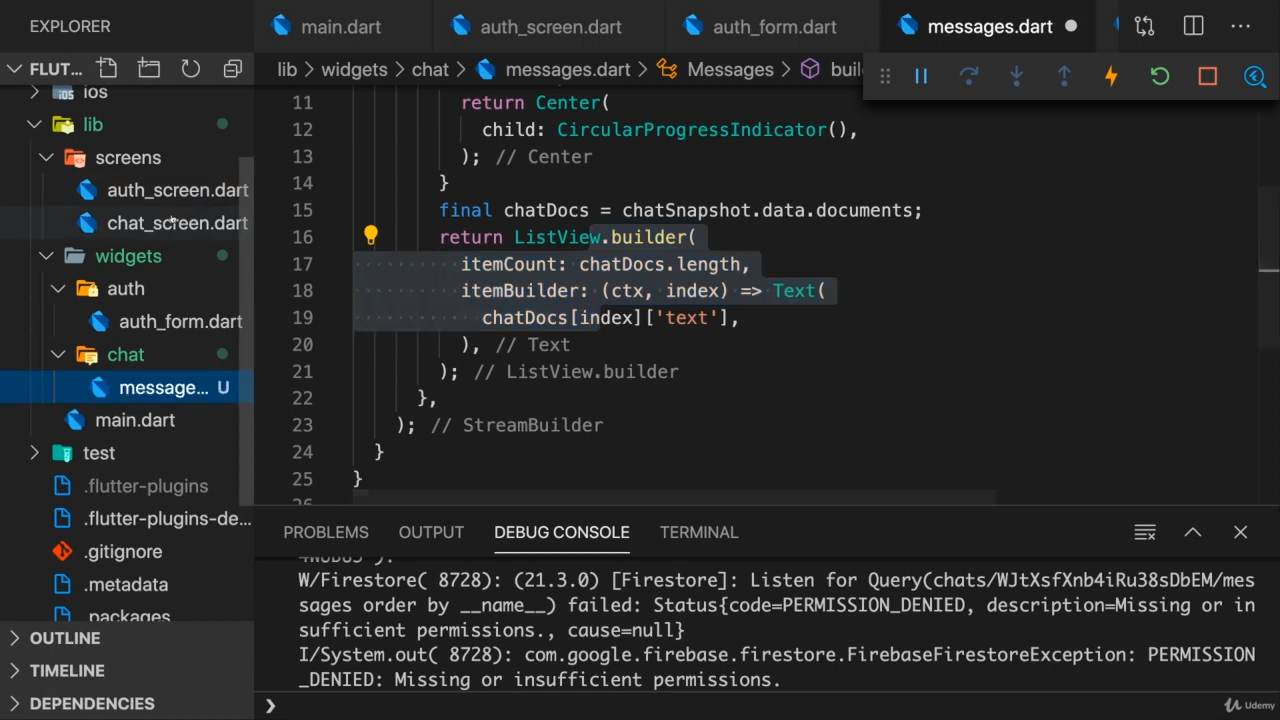 EXPLORER
main.dart
auth_screen.dart
auth_form.dart
messages.dart
FLUT...
lib > widgets > chat > messages.dart > Messages >
ios
lib
screens
auth_screen.dart
chat_screen.dart
widgets
auth
auth_form.dart
chat
message... U
main.dart
test
.flutter-plugins
.flutter-plugins-de...
.gitignore
.metadata
.packages
OUTLINE
TIMELINE
DEPENDENCIES
11 return Center(
12 child: CircularProgressIndicator(),
13 ); // Center
14 }
15 final chatDocs = chatSnapshot.data.documents;
16 return ListView.builder(
17 itemCount: chatDocs.length,
18 itemBuilder: (ctx, index) => Text(
19 chatDocs[index]['text'],
20 ), // Text
21 ); // ListView.builder
22 },
23 ); // StreamBuilder
24 }
25 }
PROBLEMS OUTPUT DEBUG CONSOLE TERMINAL
W/Firestore( 8728): (21.3.0) [Firestore]: Listen for Query(chats/WJtXsfXnb4iRu38sDbEM/mes
sages order by __name__) failed: Status{code=PERMISSION_DENIED, description=Missing or in
sufficient permissions., cause=null}
I/System.out( 8728): com.google.firebase.firestore.FirebaseFirestoreException: PERMISSION
_DENIED: Missing or insufficient permissions.
Udemy